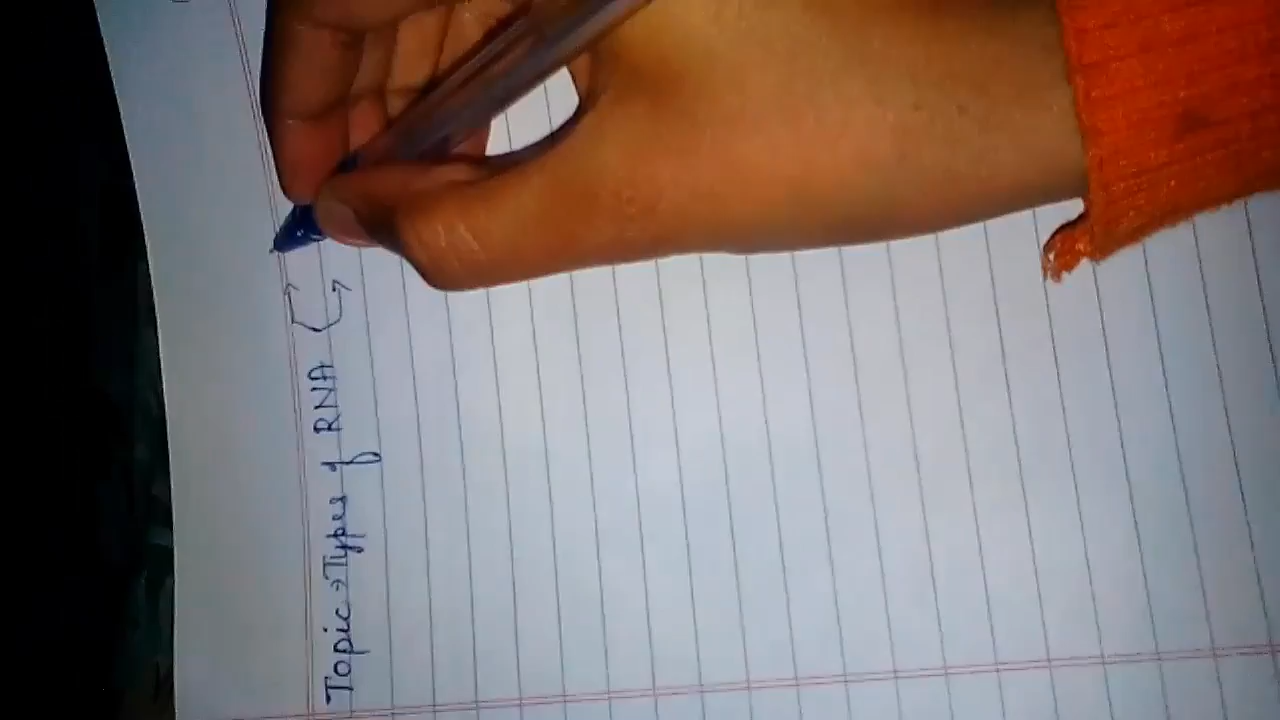 Topic → Types of RNA